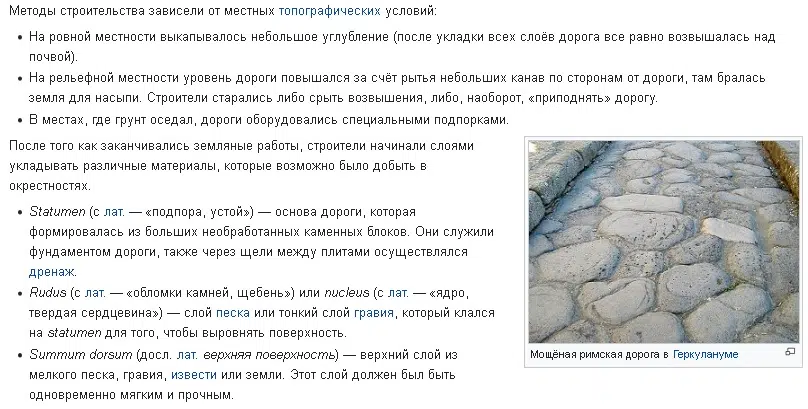 Методы строительства зависели от местных топографических условий:
На ровной местности выкапывалось небольшое углубление (после укладки всех слоёв дорога все равно возвышалась над
почвой).
На рельефной местности уровень дороги повышался за счёт рытья небольших канав по сторонам от дороги, там бралась
земля для насыпи. Строители старались либо срыть возвышения, либо, наоборот, «приподнять» дорогу.
В местах, где грунт оседал, дороги оборудовались специальными подпорками.
После того как заканчивались земляные работы, строители начинали слоями
укладывать различные материалы, которые возможно было добыть в
окрестностях.
Statumen (с лат. — «подпора, устой») — основа дороги, которая
формировалась из больших необработанных каменных блоков. Они служили
фундаментом дороги, также через щели между плитами осуществлялся
дренаж.
Rudus (с лат. — «обломки камней, щебень») или nucleus (с лат. — «ядро,
твердая сердцевина») — слой песка или тонкий слой гравия, который клался
на statumen для того, чтобы выровнять поверхность.
Summum dorsum (досл. лат. верхняя поверхность) — верхний слой из
мелкого песка, гравия, извести или земли. Этот слой должен был быть
одновременно мягким и прочным.
Мощёная римская дорога в Геркулануме